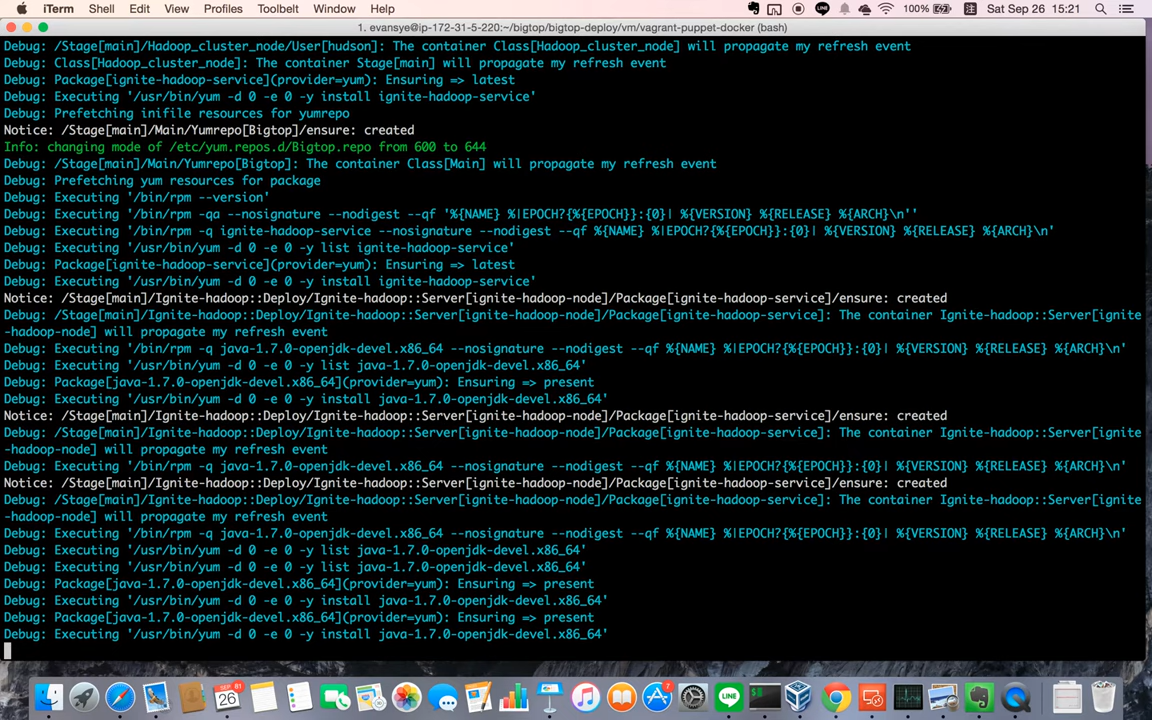 iTerm Shell Edit View Profiles Toolbelt Window Help 7 100% 注 Sat Sep 26 15:21
1. evansye@ip-172-31-5-220:~/bigtop/bigtop-deploy/vm/vagrant-puppet-docker (bash)
Debug: /Stage[main]/Hadoop_cluster_node/User[hudson]: The container Class[Hadoop_cluster_node] will propagate my refresh event
Debug: Class[Hadoop_cluster_node]: The container Stage[main] will propagate my refresh event
Debug: Package[ignite-hadoop-service](provider=yum): Ensuring => latest
Debug: Executing '/usr/bin/yum -d 0 -e 0 -y install ignite-hadoop-service'
Debug: Prefetching inifile resources for yumrepo
Notice: /Stage[main]/Main/Yumrepo[Bigtop]/ensure: created
Info: changing mode of /etc/yum.repos.d/Bigtop.repo from 600 to 644
Debug: /Stage[main]/Main/Yumrepo[Bigtop]: The container Class[Main] will propagate my refresh event
Debug: Prefetching yum resources for package
Debug: Executing '/bin/rpm --version'
Debug: Executing '/bin/rpm -qa --nosignature --nodigest --qf '%{NAME} %|EPOCH?{%{EPOCH}}:{0}| %{VERSION} %{RELEASE} %{ARCH}\n''
Debug: Executing '/bin/rpm -q ignite-hadoop-service --nosignature --nodigest --qf %{NAME} %|EPOCH?{%{EPOCH}}:{0}| %{VERSION} %{RELEASE} %{ARCH}\n'
Debug: Executing '/usr/bin/yum -d 0 -e 0 -y list ignite-hadoop-service'
Debug: Package[ignite-hadoop-service](provider=yum): Ensuring => latest
Debug: Executing '/usr/bin/yum -d 0 -e 0 -y install ignite-hadoop-service'
Notice: /Stage[main]/Ignite-hadoop::Deploy/Ignite-hadoop::Server[ignite-hadoop-node]/Package[ignite-hadoop-service]/ensure: created
Debug: /Stage[main]/Ignite-hadoop::Deploy/Ignite-hadoop::Server[ignite-hadoop-node]/Package[ignite-hadoop-service]: The container Ignite-hadoop::Server[ignite
-hadoop-node] will propagate my refresh event
Debug: Executing '/bin/rpm -q java-1.7.0-openjdk-devel.x86_64 --nosignature --nodigest --qf %{NAME} %|EPOCH?{%{EPOCH}}:{0}| %{VERSION} %{RELEASE} %{ARCH}\n'
Debug: Executing '/usr/bin/yum -d 0 -e 0 -y list java-1.7.0-openjdk-devel.x86_64'
Debug: Package[java-1.7.0-openjdk-devel.x86_64](provider=yum): Ensuring => present
Debug: Executing '/usr/bin/yum -d 0 -e 0 -y install java-1.7.0-openjdk-devel.x86_64'
Notice: /Stage[main]/Ignite-hadoop::Deploy/Ignite-hadoop::Server[ignite-hadoop-node]/Package[ignite-hadoop-service]/ensure: created
Debug: /Stage[main]/Ignite-hadoop::Deploy/Ignite-hadoop::Server[ignite-hadoop-node]/Package[ignite-hadoop-service]: The container Ignite-hadoop::Server[ignite
-hadoop-node] will propagate my refresh event
Debug: Executing '/bin/rpm -q java-1.7.0-openjdk-devel.x86_64 --nosignature --nodigest --qf %{NAME} %|EPOCH?{%{EPOCH}}:{0}| %{VERSION} %{RELEASE} %{ARCH}\n'
Notice: /Stage[main]/Ignite-hadoop::Deploy/Ignite-hadoop::Server[ignite-hadoop-node]/Package[ignite-hadoop-service]/ensure: created
Debug: /Stage[main]/Ignite-hadoop::Deploy/Ignite-hadoop::Server[ignite-hadoop-node]/Package[ignite-hadoop-service]: The container Ignite-hadoop::Server[ignite
-hadoop-node] will propagate my refresh event
Debug: Executing '/bin/rpm -q java-1.7.0-openjdk-devel.x86_64 --nosignature --nodigest --qf %{NAME} %|EPOCH?{%{EPOCH}}:{0}| %{VERSION} %{RELEASE} %{ARCH}\n'
Debug: Executing '/usr/bin/yum -d 0 -e 0 -y list java-1.7.0-openjdk-devel.x86_64'
Debug: Executing '/usr/bin/yum -d 0 -e 0 -y list java-1.7.0-openjdk-devel.x86_64'
Debug: Package[java-1.7.0-openjdk-devel.x86_64](provider=yum): Ensuring => present
Debug: Executing '/usr/bin/yum -d 0 -e 0 -y install java-1.7.0-openjdk-devel.x86_64'
Debug: Package[java-1.7.0-openjdk-devel.x86_64](provider=yum): Ensuring => present
Debug: Executing '/usr/bin/yum -d 0 -e 0 -y install java-1.7.0-openjdk-devel.x86_64'
SEP 61 7
26 LINE